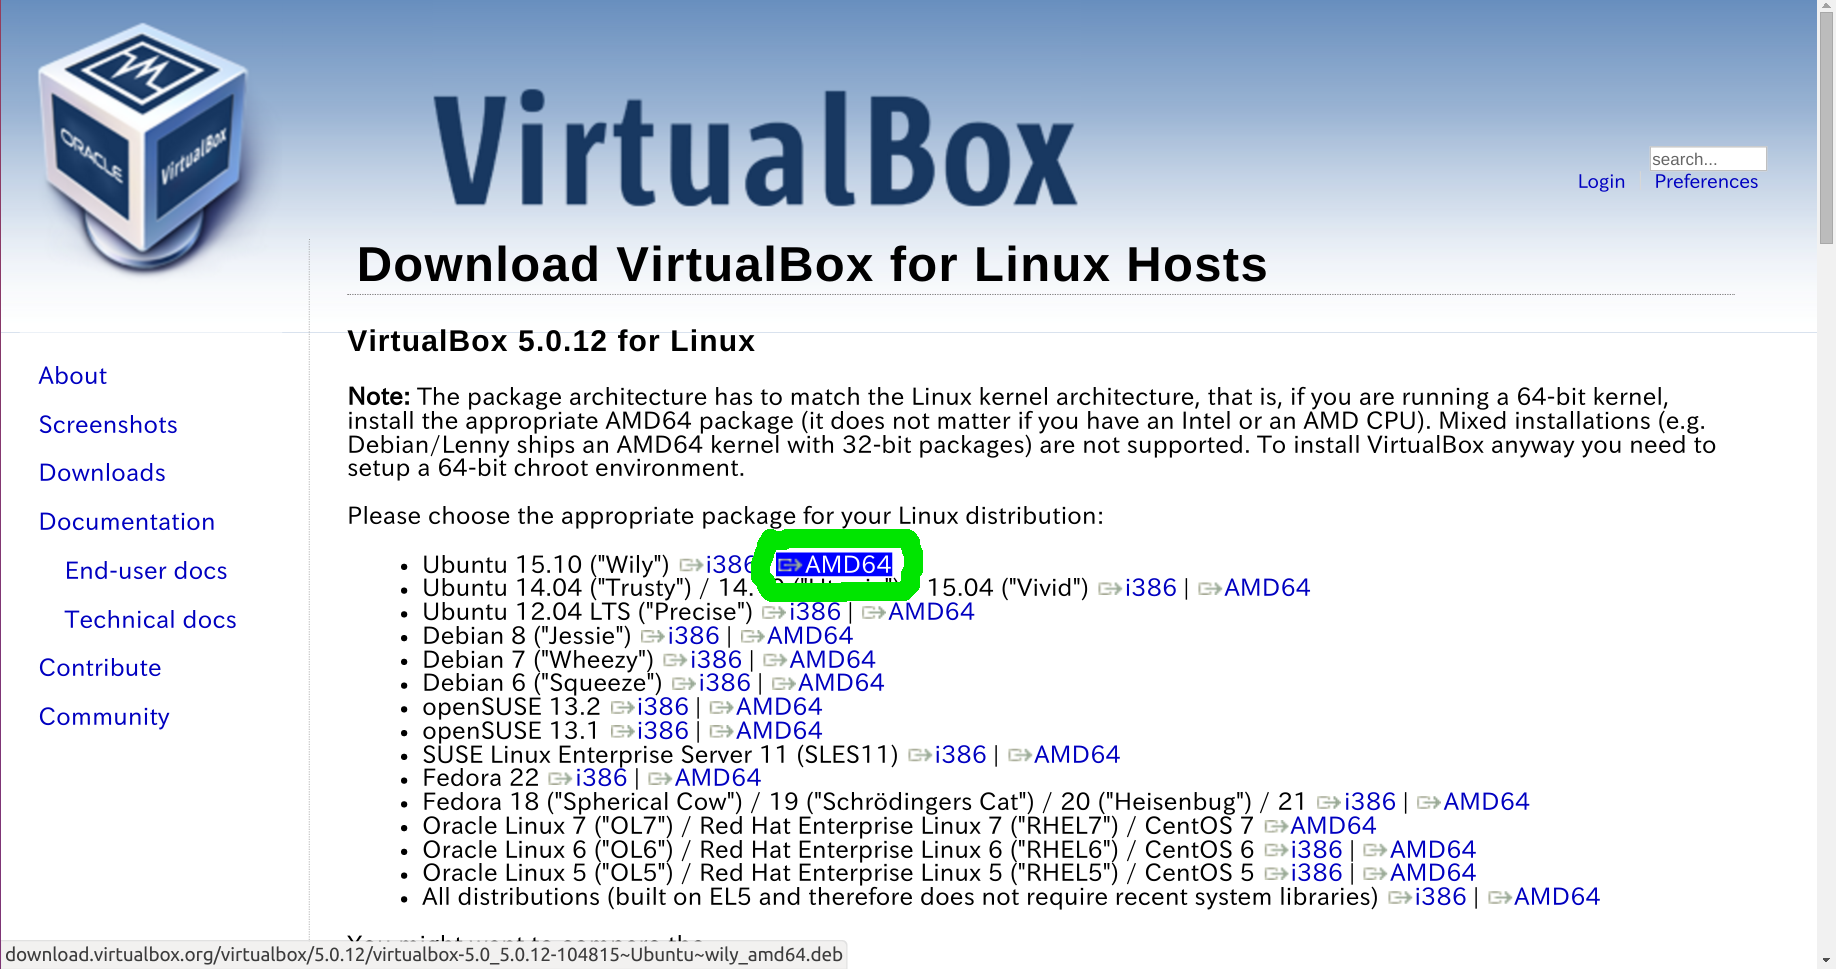 ORACLE
VirtualBox
VirtualBox
search...
Login
Preferences
Download VirtualBox for Linux Hosts
VirtualBox 5.0.12 for Linux
About
Screenshots
Downloads
Documentation
End-user docs
Technical docs
Contribute
Community
Note: The package architecture has to match the Linux kernel architecture, that is, if you are running a 64-bit kernel,
install the appropriate AMD64 package (it does not matter if you have an Intel or an AMD CPU). Mixed installations (e.g.
Debian/Lenny ships an AMD64 kernel with 32-bit packages) are not supported. To install VirtualBox anyway you need to
setup a 64-bit chroot environment.
Please choose the appropriate package for your Linux distribution:
Ubuntu 15.10 ("Wily") i386 AMD64
Ubuntu 14.04 ("Trusty") / 14. 15.04 ("Vivid") i386 | AMD64
Ubuntu 12.04 LTS ("Precise") i386 | AMD64
Debian 8 ("Jessie") i386 | AMD64
Debian 7 ("Wheezy") i386 | AMD64
Debian 6 ("Squeeze") i386 | AMD64
openSUSE 13.2 i386 | AMD64
openSUSE 13.1 i386 | AMD64
SUSE Linux Enterprise Server 11 (SLES11) i386 | AMD64
Fedora 22 i386 | AMD64
Fedora 18 ("Spherical Cow") / 19 ("Schrödingers Cat") / 20 ("Heisenbug") / 21 i386 | AMD64
Oracle Linux 7 ("OL7") / Red Hat Enterprise Linux 7 ("RHEL7") / CentOS 7 AMD64
Oracle Linux 6 ("OL6") / Red Hat Enterprise Linux 6 ("RHEL6") / CentOS 6 i386 | AMD64
Oracle Linux 5 ("OL5") / Red Hat Enterprise Linux 5 ("RHEL5") / CentOS 5 i386 | AMD64
All distributions (built on EL5 and therefore does not require recent system libraries) i386 | AMD64
You might want to compare the
download.virtualbox.org/virtualbox/5.0.12/virtualbox-5.0_5.0.12-104815~Ubuntu~wily_amd64.deb